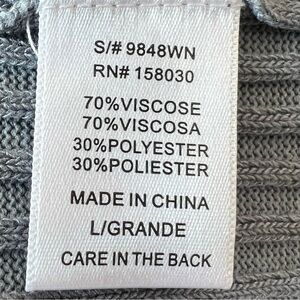 S/# 9848WN
RN# 158030
70%VISCOSE
70%VISCOSA
30%POLYESTER
30%POLIESTER
MADE IN CHINA
L/GRANDE
CARE IN THE BACK